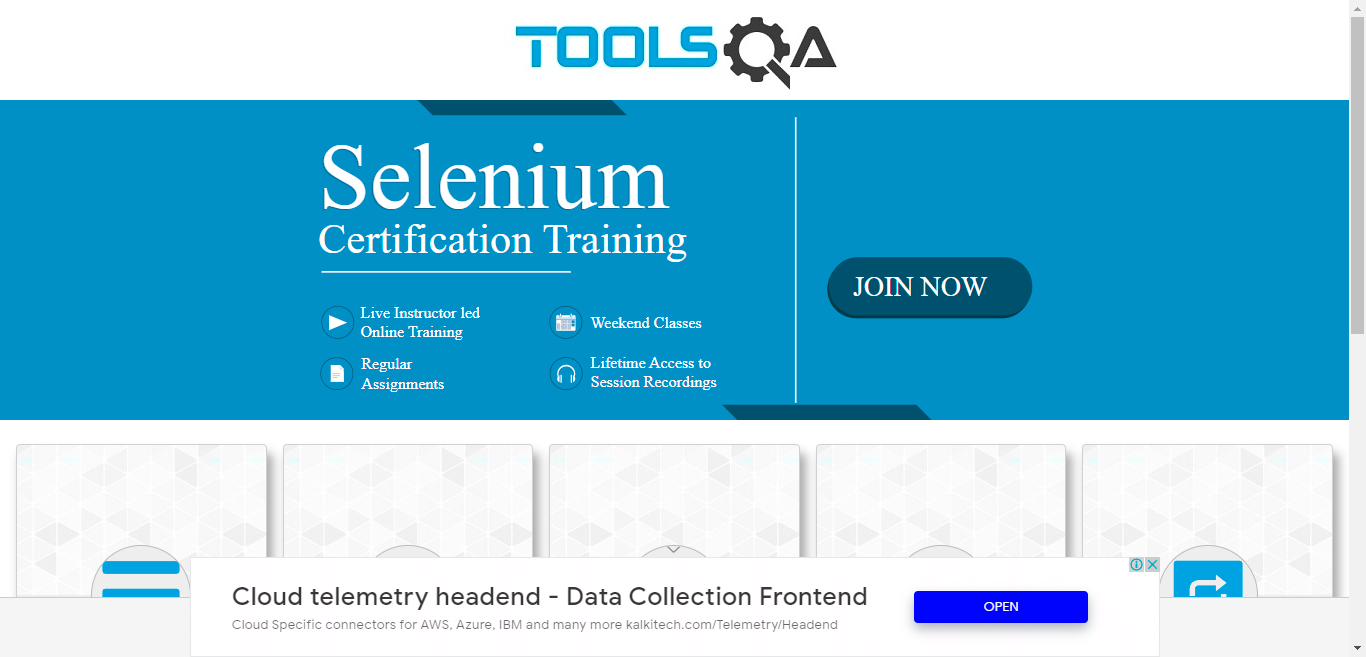 TOOLSQA
Selenium
Certification Training
Live Instructor led
Online Training
Weekend Classes
Regular
Assignments
Lifetime Access to
Session Recordings
JOIN NOW
Cloud telemetry headend - Data Collection Frontend
Cloud Specific connectors for AWS, Azure, IBM and many more kalkitech.com/Telemetry/Headend
OPEN